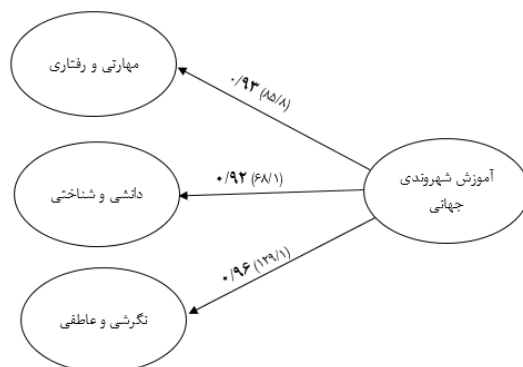 مهارتی و رفتاری
۰/۹۳ (۸۵/۸)
آموزش شهروندی
جهانی
۰/۹۲ (۶۸/۱)
دانشی و شناختی
۰/۹۶ (۱۲۹/۱)
نگرشی و عاطفی